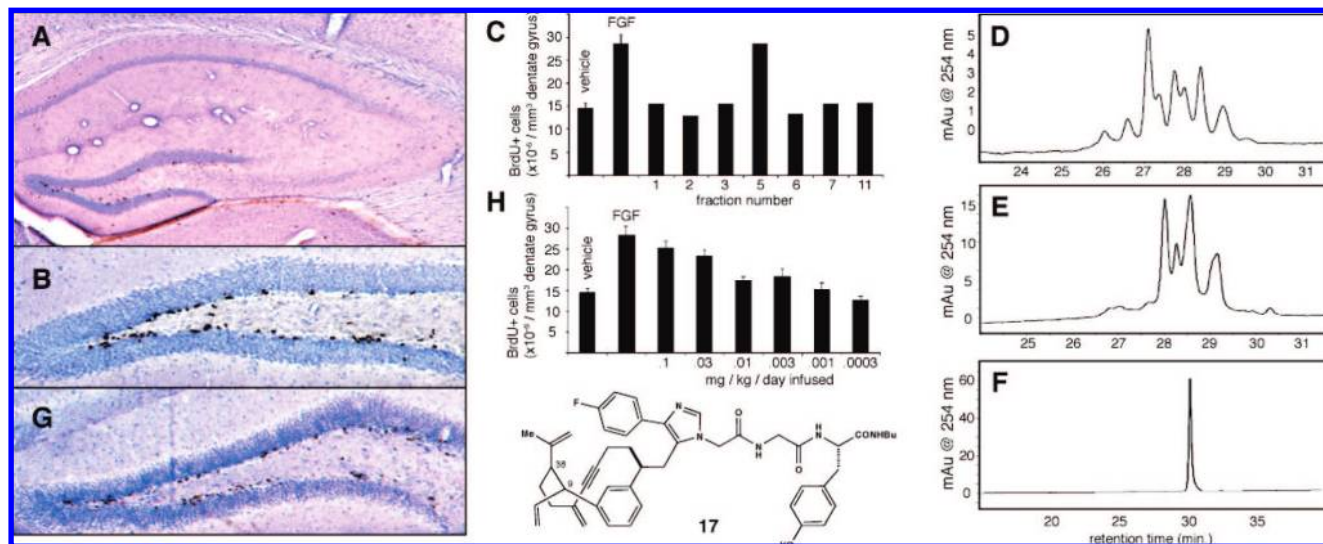 A
B
G
C
BrdU+ cells
(x10⁻⁶ / mm³ dentate gyrus)
30
25
20
15
10
5
vehicle
FGF
1 2 3 5 6 7 11
fraction number
H
BrdU+ cells
(x10⁻⁶ / mm³ dentate gyrus)
30
25
20
15
10
5
vehicle
FGF
.1 .03 .01 .003 .001 .0003
mg / kg / day infused
F
N
N
O
N
H
O
H
N
CONHBu
Me
38
9
HO
17
D
mAu @ 254 nm
5
4
3
2
1
0
24 25 26 27 28 29 30 31
E
mAu @ 254 nm
15
10
5
0
24 25 26 27 28 29 30 31
F
mAu @ 254 nm
60
40
20
0
20 30 40
retention time (min.)